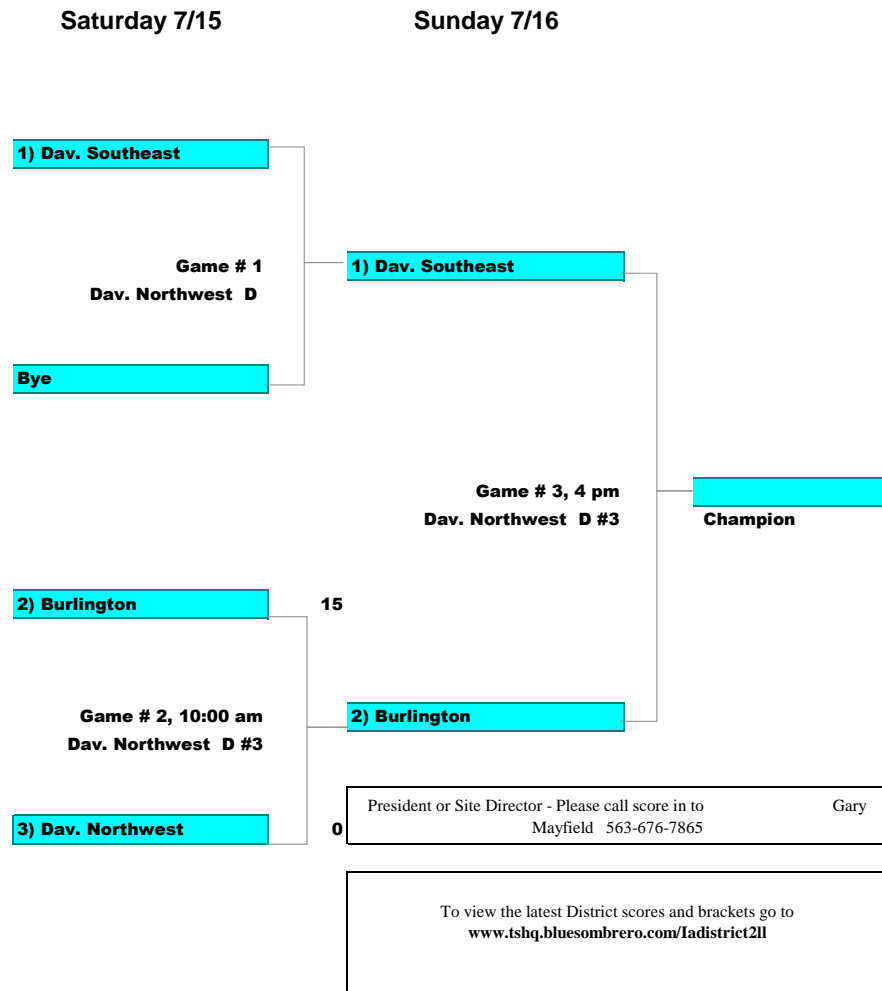 Saturday 7/15
Sunday 7/16
1) Dav. Southeast
Game # 1
Dav. Northwest D
1) Dav. Southeast
Bye
Game # 3, 4 pm
Dav. Northwest D #3
Champion
2) Burlington 15
Game # 2, 10:00 am
Dav. Northwest D #3
2) Burlington
3) Dav. Northwest 0
President or Site Director - Please call score in to Gary
Mayfield 563-676-7865
To view the latest District scores and brackets go to
www.tshq.bluesombrero.com/Iadistrict2ll